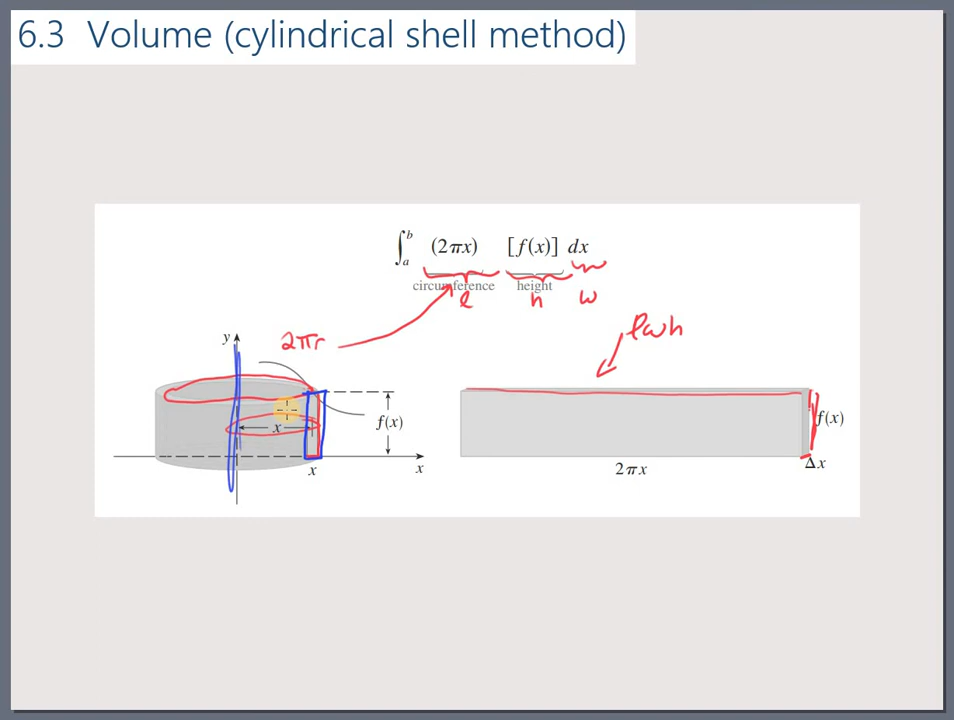 6.3 Volume (cylindrical shell method)
∫ₐᵇ (2πx) [f(x)] dx
circumference height
l h w
2πr
lwh
y
f(x)
x
x
x
f(x)
2πx
Δx